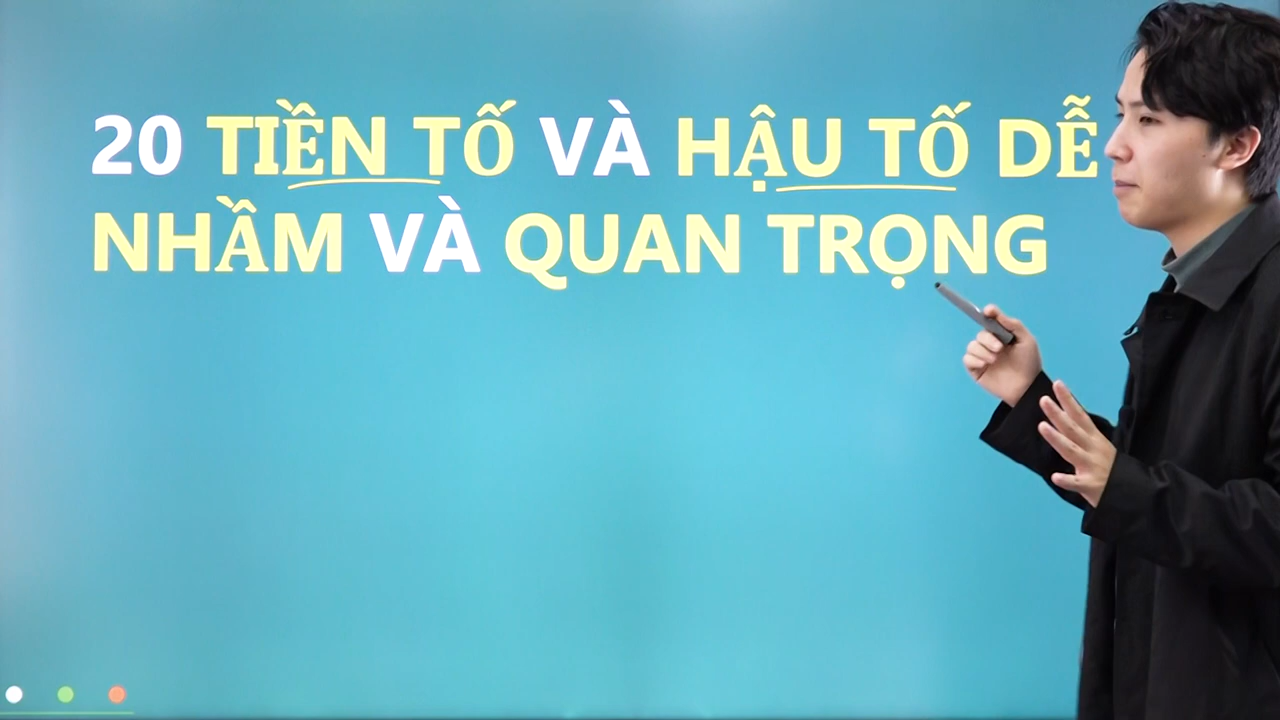 20 TIỀN TỐ VÀ HẬU TỐ DỄ
NHẦM VÀ QUAN TRỌNG